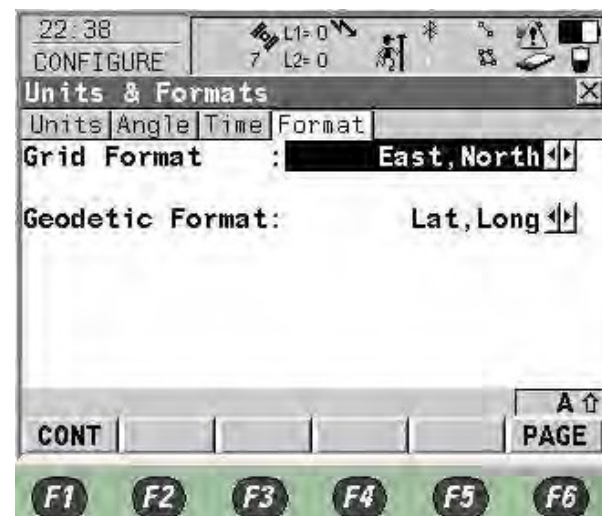 22:38
CONFIGURE
L1= 0
7 L2= 0
2
Units & Formats
Units Angle Time Format
Grid Format : East,North
Geodetic Format: Lat,Long
A
CONT PAGE
F1 F2 F3 F4 F5 F6